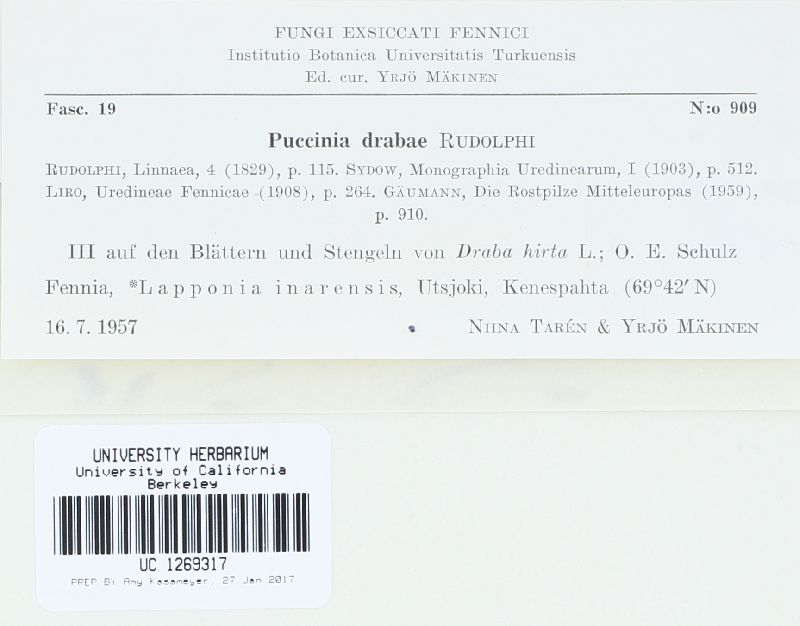 FUNGI EXSICCATI FENNICI
Institutio Botanica Universitatis Turkuensis
Ed. cur. YRJÖ MÄKINEN
Fasc. 19 N:o 909
Puccinia drabae RUDOLPHI
RUDOLPHI, Linnaea, 4 (1829), p. 115. SYDOW, Monographia Uredinearum, I (1903), p. 512.
LIRO, Uredineae Fennicae (1908), p. 264. GÄUMANN, Die Rostpilze Mitteleuropas (1959),
p. 910.
III auf den Blättern und Stengeln von Draba hirta L.; O. E. Schulz
Fennia, *Lapponia inarensis, Utsjoki, Kenespahta (69°42′ N)
16. 7. 1957 NIINA TARÉN & YRJÖ MÄKINEN
UNIVERSITY HERBARIUM
University of California
Berkeley
UC 1269317
PREP BY Amy Kasameyer, 27 Jan 2017